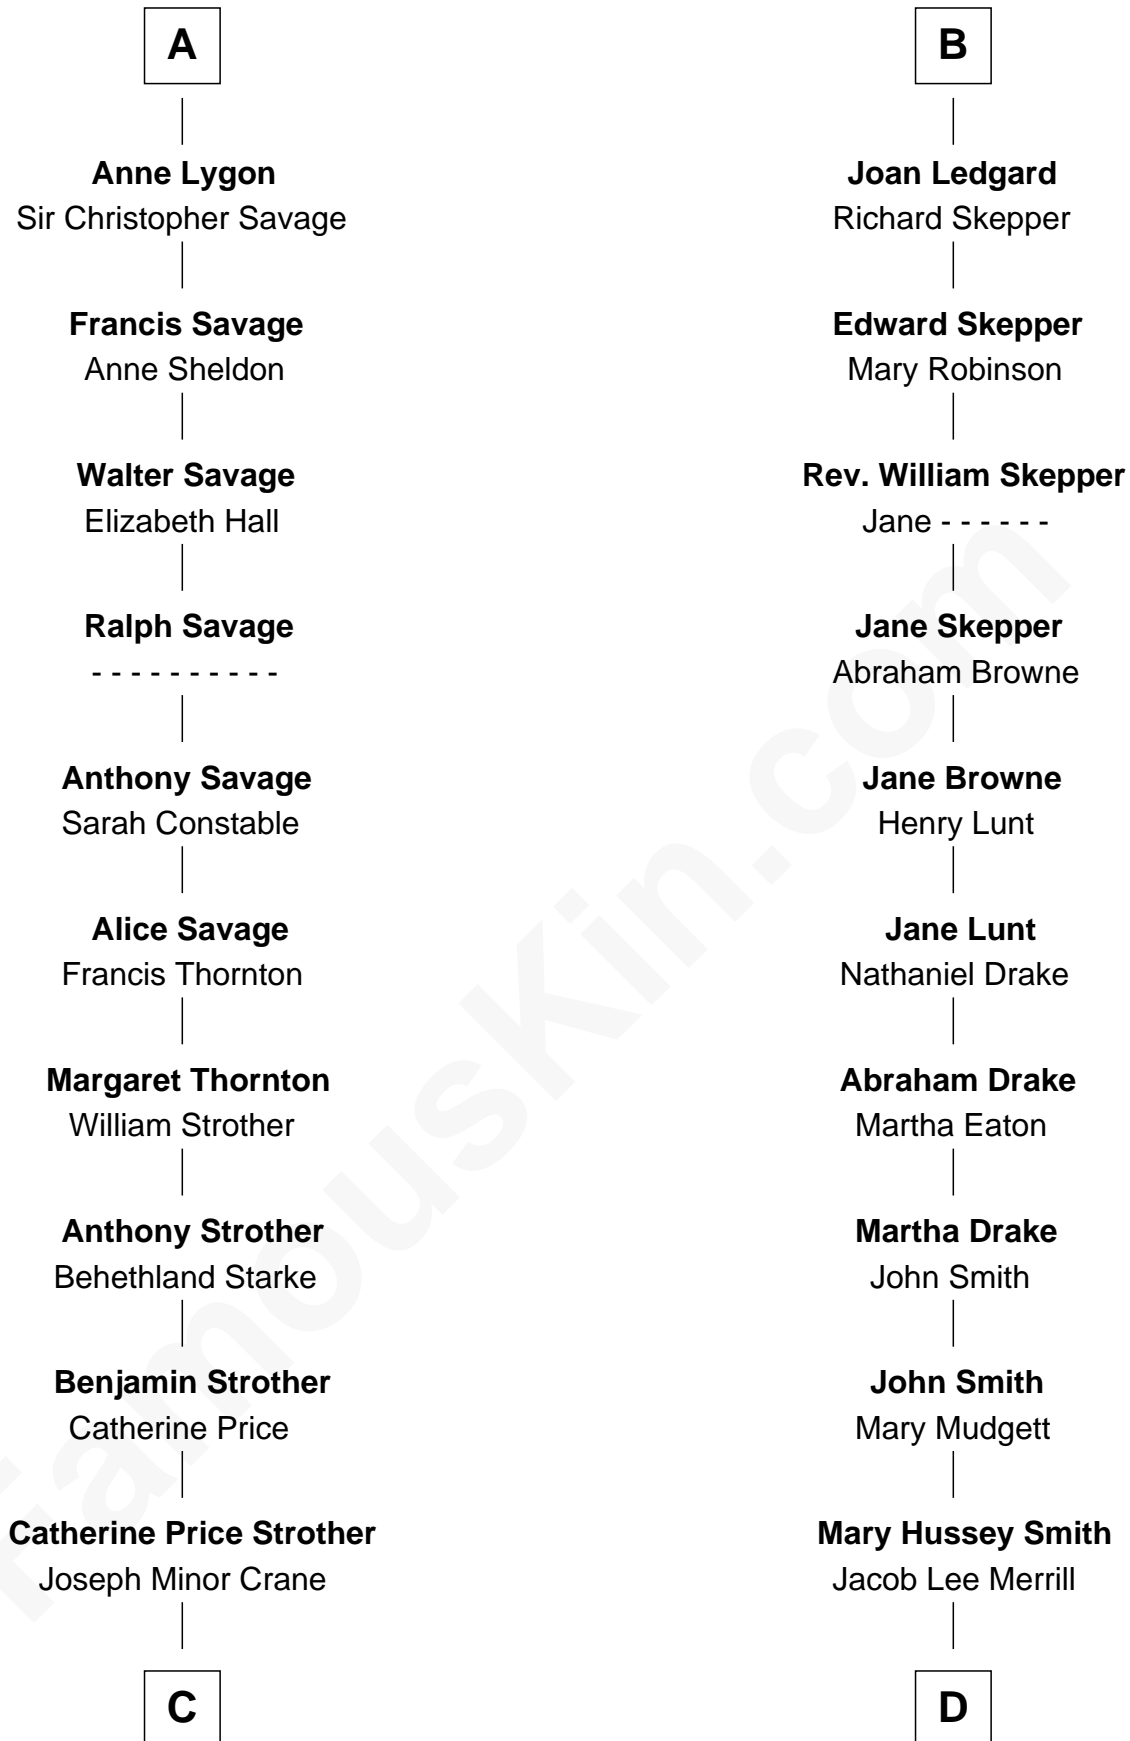 A
Anne Lygon
Sir Christopher Savage
Francis Savage
Anne Sheldon
Walter Savage
Elizabeth Hall
Ralph Savage
- - - - - - - - - -
Anthony Savage
Sarah Constable
Alice Savage
Francis Thornton
Margaret Thornton
William Strother
Anthony Strother
Behethland Starke
Benjamin Strother
Catherine Price
Catherine Price Strother
Joseph Minor Crane
C
B
Joan Ledgard
Richard Skepper
Edward Skepper
Mary Robinson
Rev. William Skepper
Jane - - - - - -
Jane Skepper
Abraham Browne
Jane Browne
Henry Lunt
Jane Lunt
Nathaniel Drake
Abraham Drake
Martha Eaton
Martha Drake
John Smith
John Smith
Mary Mudgett
Mary Hussey Smith
Jacob Lee Merrill
D
FamousKin.com